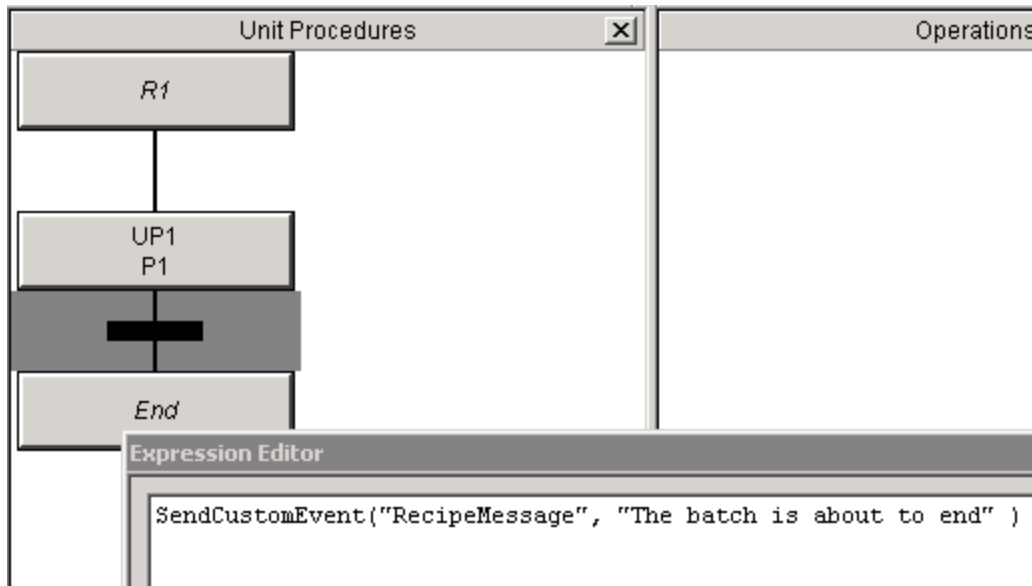 Unit Procedures
Operations
R1
UP1
P1
End
Expression Editor
SendCustomEvent("RecipeMessage", "The batch is about to end" )